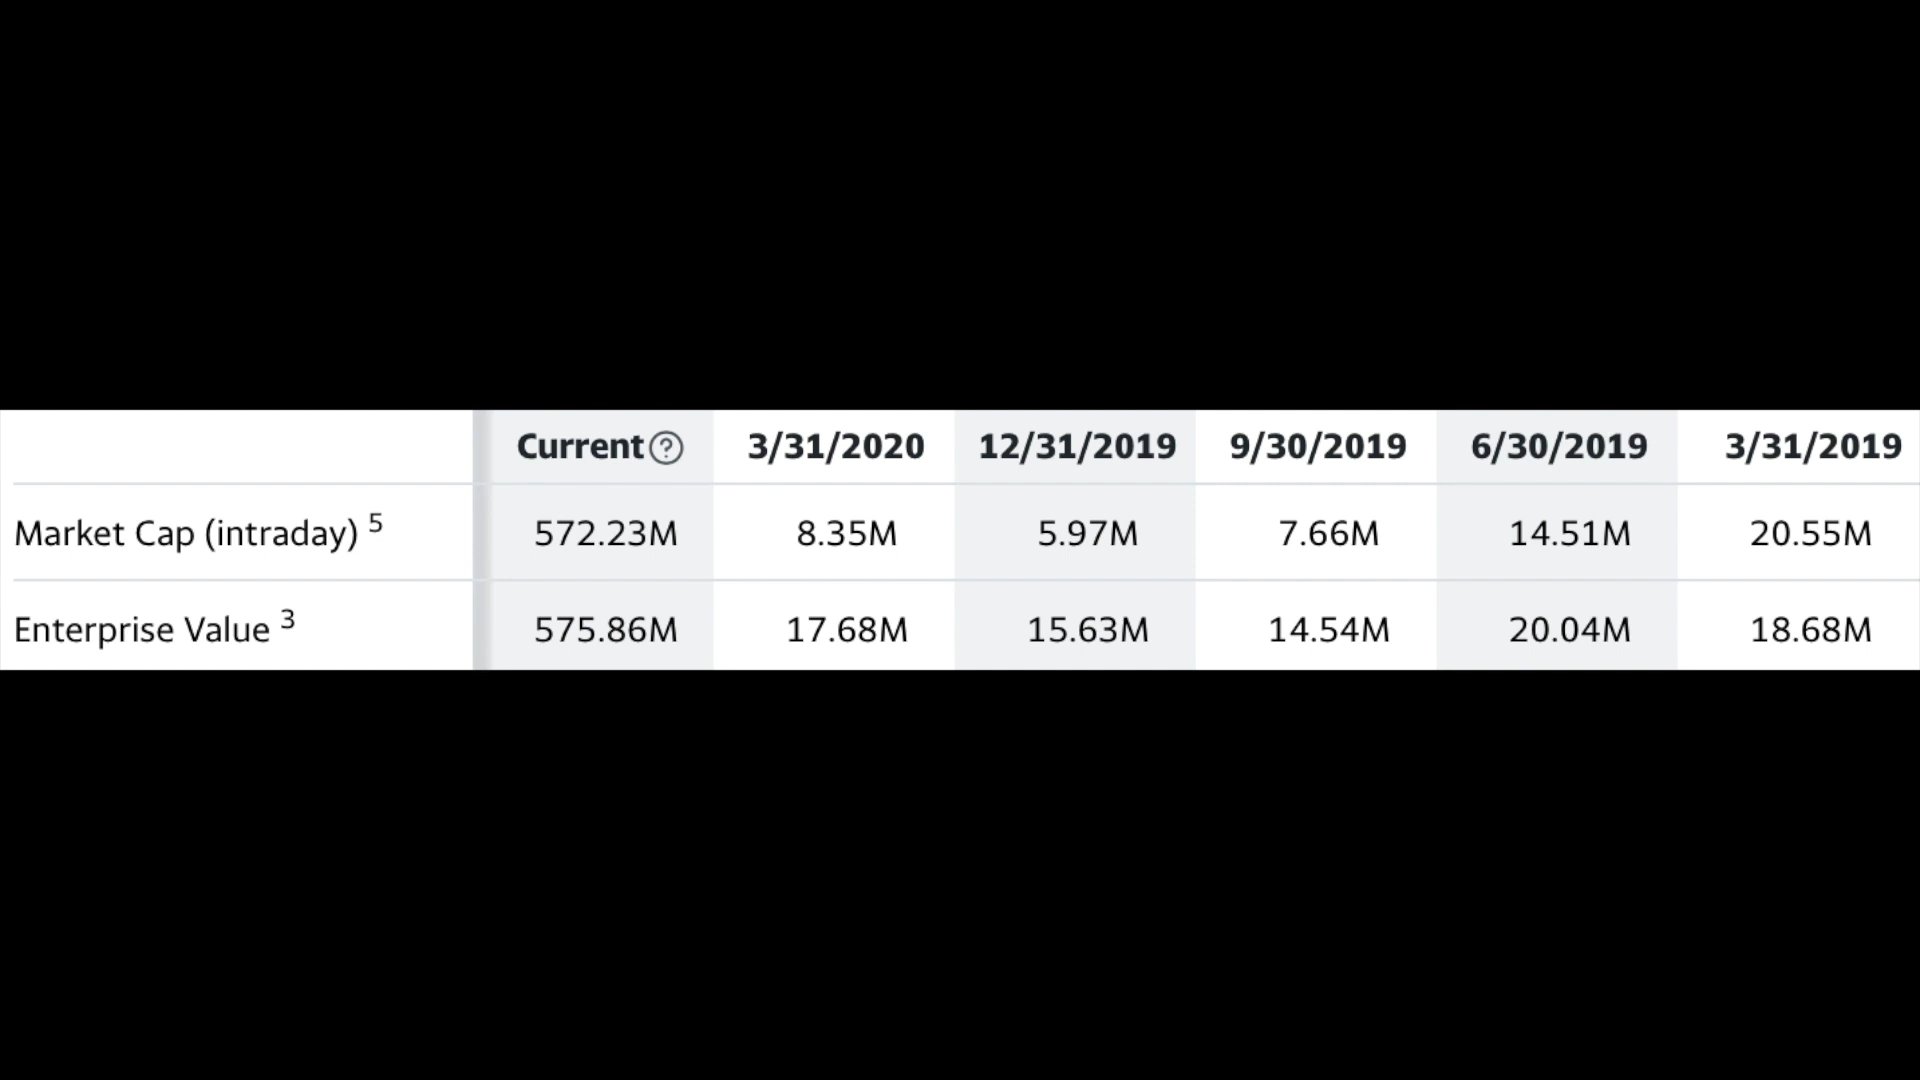 Current ? 3/31/2020 12/31/2019 9/30/2019 6/30/2019 3/31/2019
Market Cap (intraday) 5 572.23M 8.35M 5.97M 7.66M 14.51M 20.55M
Enterprise Value 3 575.86M 17.68M 15.63M 14.54M 20.04M 18.68M